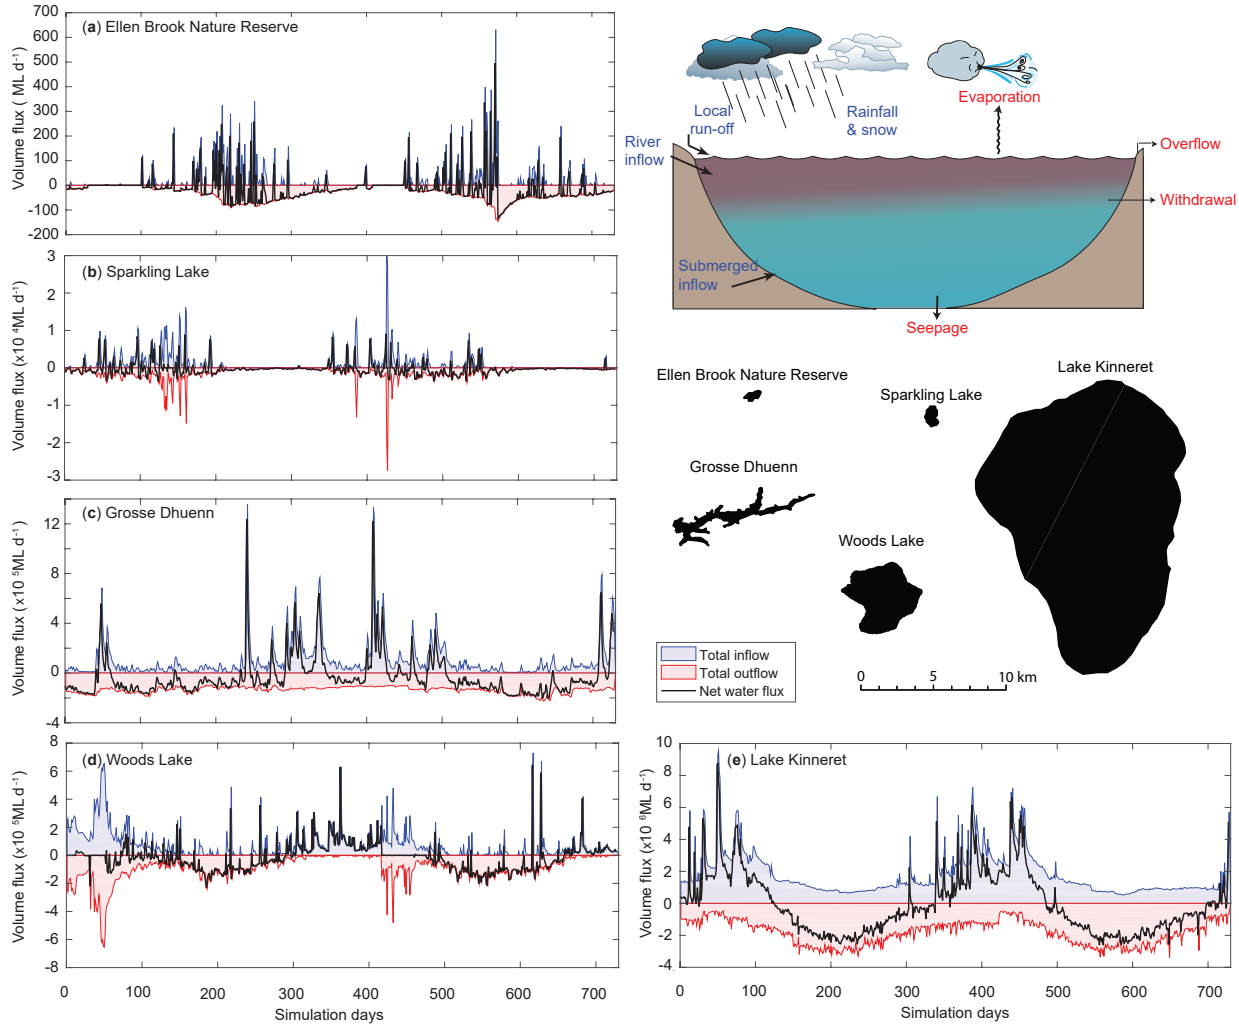 (a) Ellen Brook Nature Reserve
Volume flux ( ML d⁻¹)
700
600
500
400
300
200
100
0
-100
-200
(b) Sparkling Lake
Volume flux (x10 ⁴ML d⁻¹)
3
2
1
0
-1
-2
-3
(c) Grosse Dhuenn
Volume flux (x10 ⁵ML d⁻¹)
12
8
4
0
-4
(d) Woods Lake
Volume flux (x10 ⁵ML d⁻¹)
8
6
4
2
0
-2
-4
-6
-8
0 100 200 300 400 500 600 700
Simulation days
Evaporation
Local
run-off
Rainfall
& snow
River
inflow
Overflow
Withdrawal
Submerged
inflow
Seepage
Ellen Brook Nature Reserve
Sparkling Lake
Lake Kinneret
Grosse Dhuenn
Woods Lake
Total inflow
Total outflow
Net water flux
0 5 10 km
(e) Lake Kinneret
Volume flux (x10 ⁶ML d⁻¹)
10
8
6
4
2
0
-2
-4
0 100 200 300 400 500 600 700
Simulation days